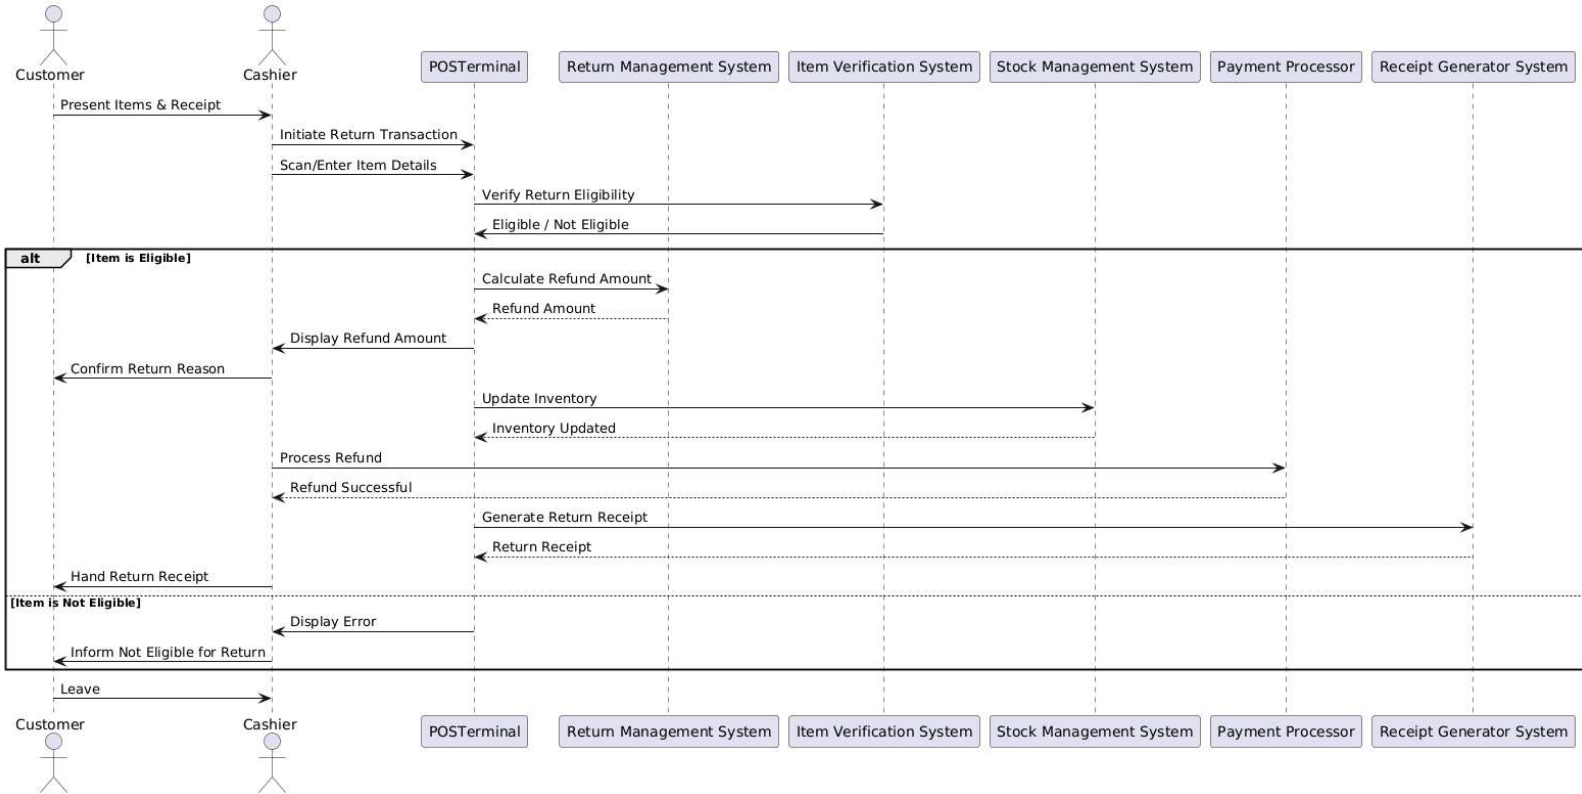 Customer
Cashier
POSTerminal
Return Management System
Item Verification System
Stock Management System
Payment Processor
Receipt Generator System
Present Items & Receipt
Initiate Return Transaction
Scan/Enter Item Details
Verify Return Eligibility
Eligible / Not Eligible
alt
[Item is Eligible]
Calculate Refund Amount
Refund Amount
Display Refund Amount
Confirm Return Reason
Update Inventory
Inventory Updated
Process Refund
Refund Successful
Generate Return Receipt
Return Receipt
Hand Return Receipt
[Item is Not Eligible]
Display Error
Inform Not Eligible for Return
Leave
Customer
Cashier
POSTerminal
Return Management System
Item Verification System
Stock Management System
Payment Processor
Receipt Generator System